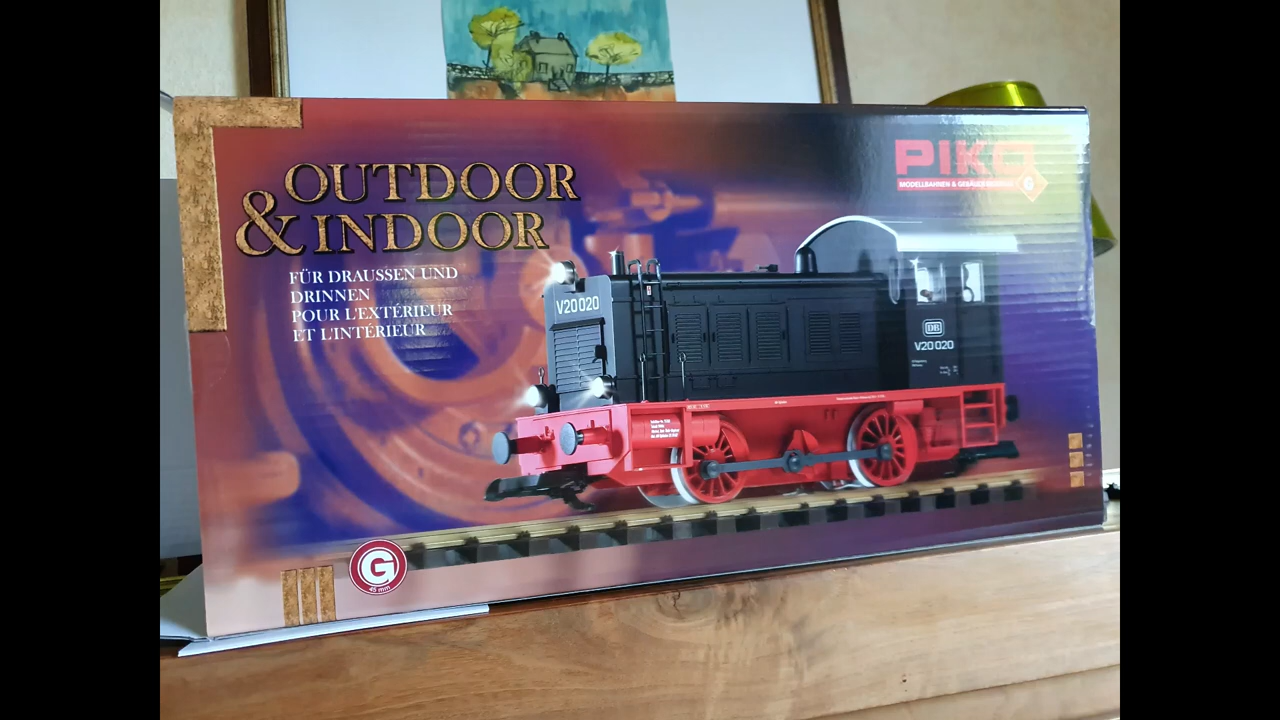 OUTDOOR
& INDOOR
FÜR DRAUSSEN UND
DRINNEN
POUR L'EXTÉRIEUR
ET L'INTÉRIEUR
PIKO
MODELLBAHNEN &
G
V20 020
DB
V20 020
G
45 mm